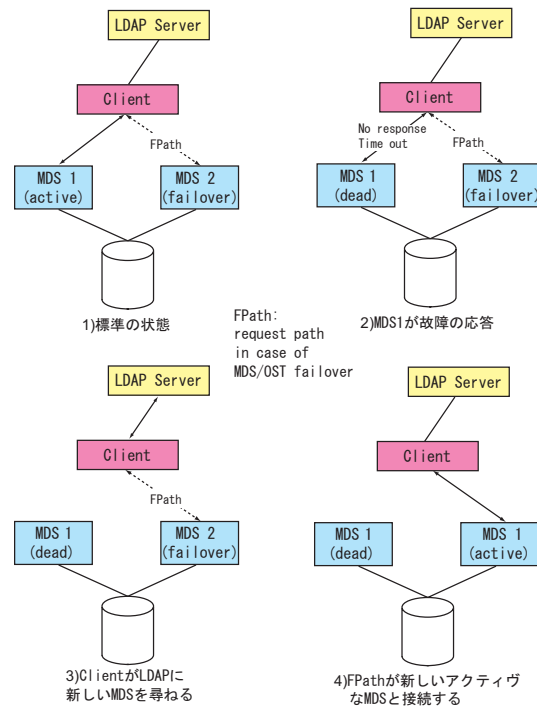 LDAP Server
Client
FPath
MDS 1
(active)
MDS 2
(failover)
1)標準の状態
LDAP Server
Client
No response
Time out
FPath
MDS 1
(dead)
MDS 2
(failover)
2)MDS1が故障の応答
FPath:
request path
in case of
MDS/OST failover
LDAP Server
Client
FPath
MDS 1
(dead)
MDS 2
(failover)
3)ClientがLDAPに
新しいMDSを尋ねる
LDAP Server
Client
MDS 1
(dead)
MDS 1
(active)
4)FPathが新しいアクティヴ
なMDSと接続する